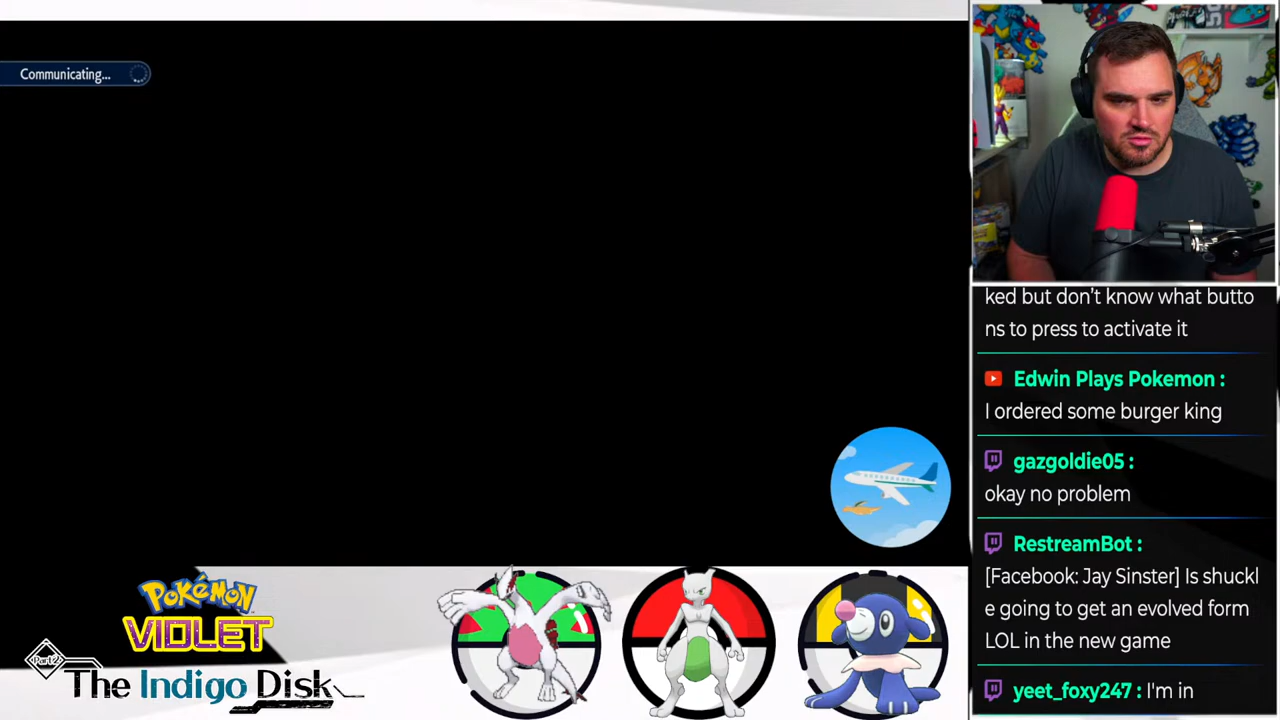 Communicating...
ked but don't know what butto
ns to press to activate it
Edwin Plays Pokemon :
I ordered some burger king
gazgoldie05 :
okay no problem
RestreamBot :
[Facebook: Jay Sinster] Is shuckl
e going to get an evolved form
LOL in the new game
yeet_foxy247 : I'm in
POKéMON
VIOLET
Part 2
The Indigo Disk